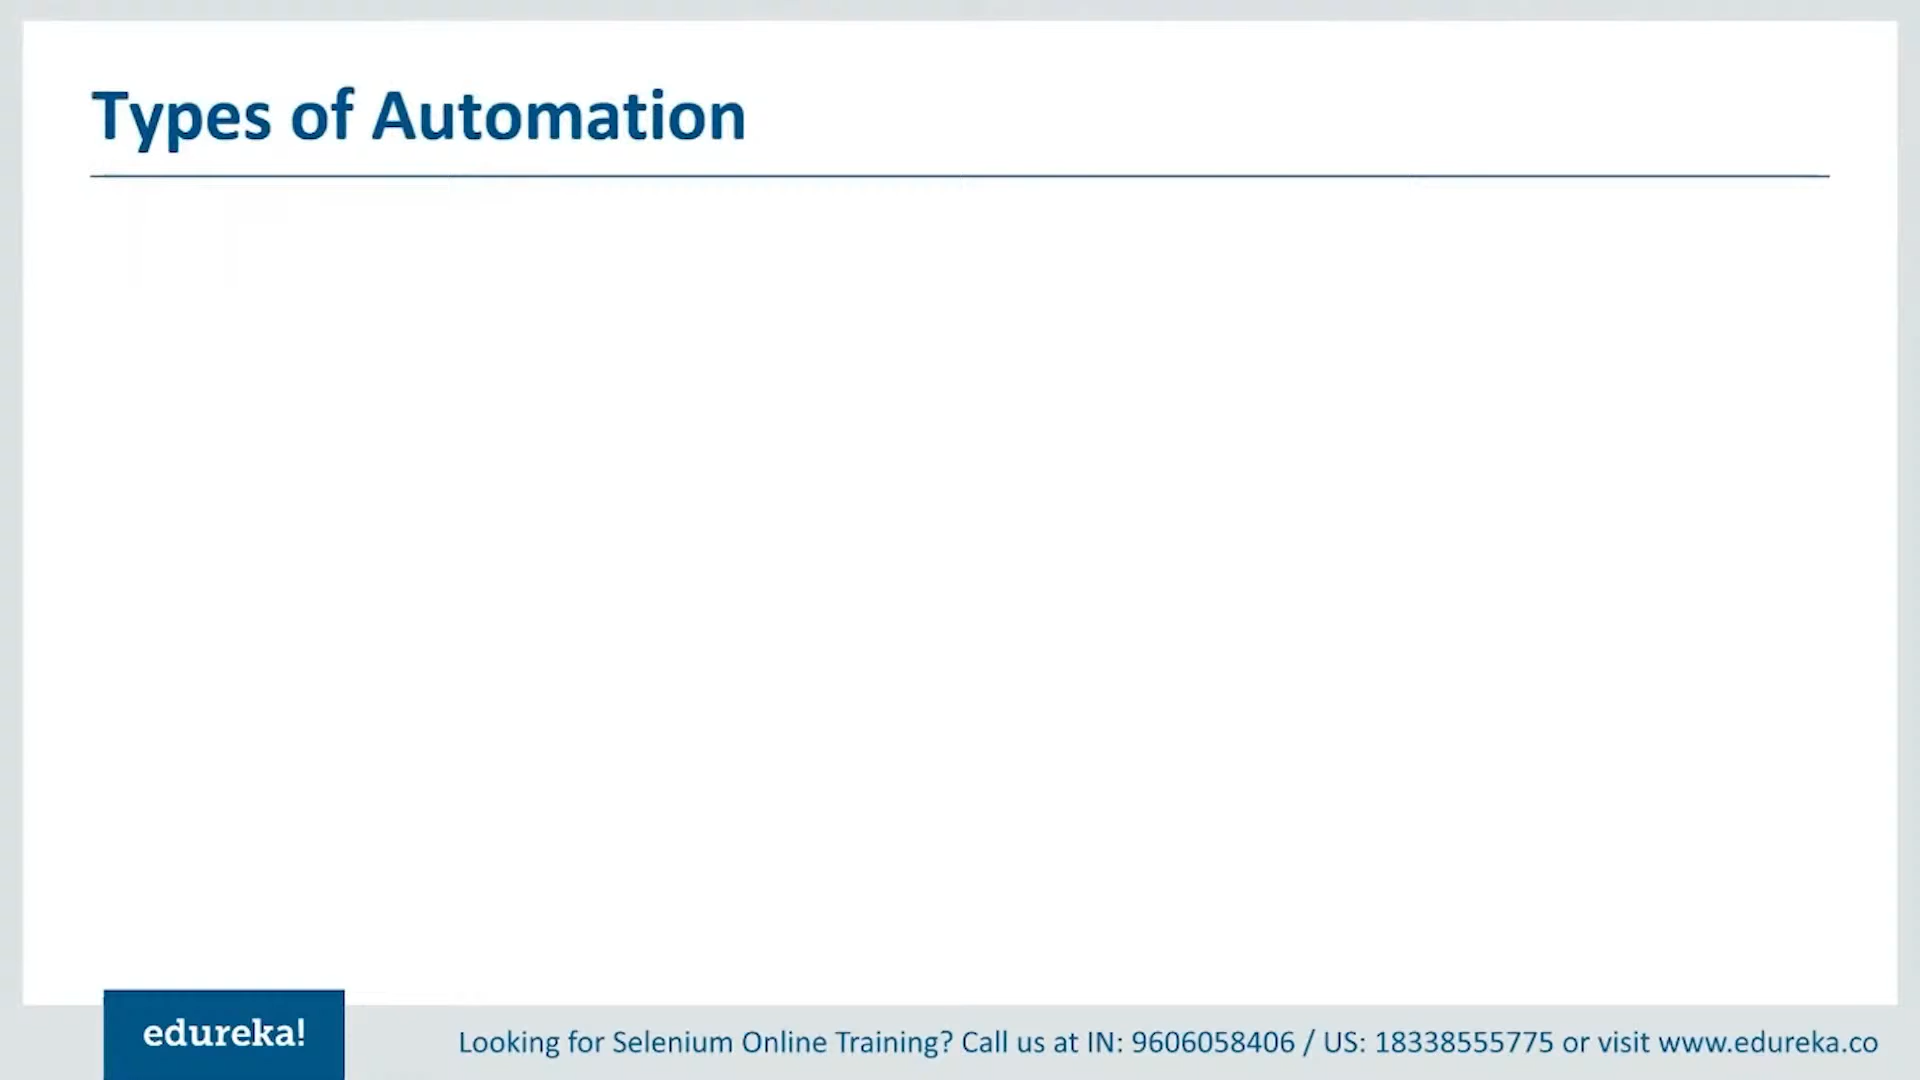 Types of Automation
edureka!
Looking for Selenium Online Training? Call us at IN: 9606058406 / US: 18338555775 or visit www.edureka.co